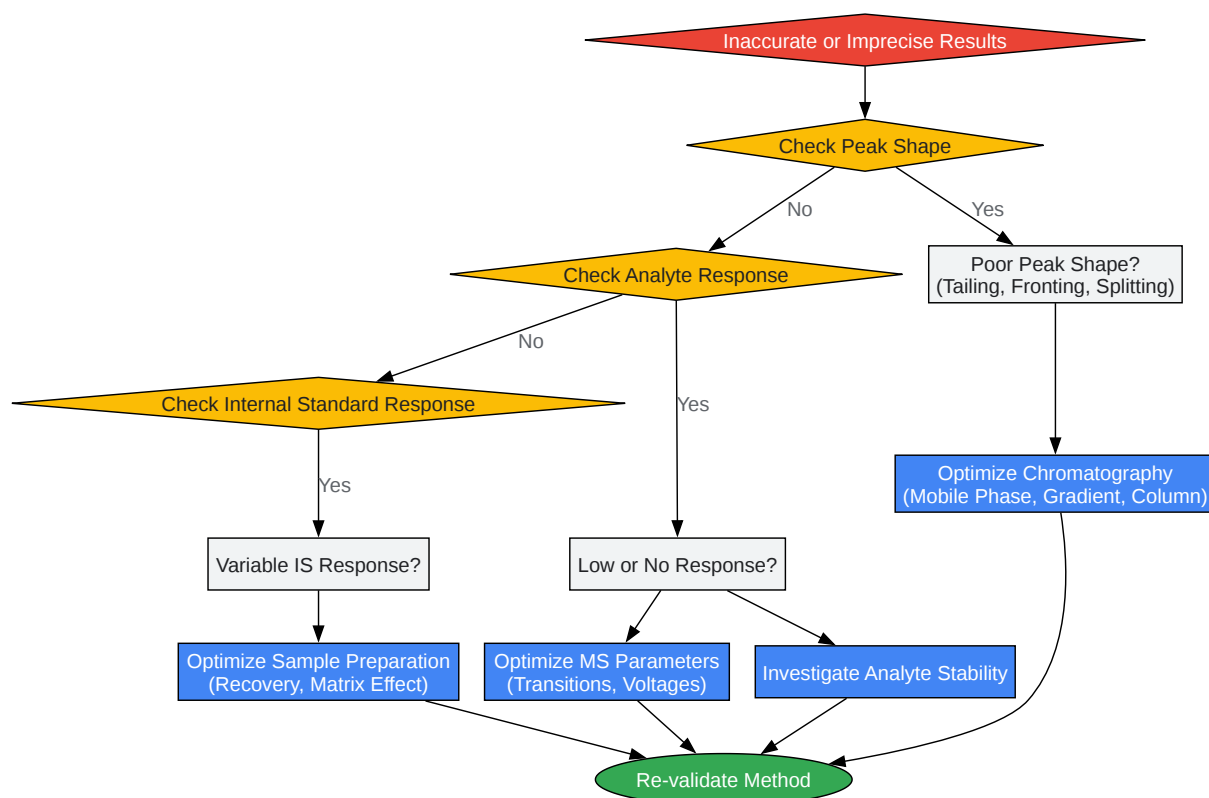 Inaccurate or Imprecise Results
Check Peak Shape
No
Yes
Check Analyte Response
Poor Peak Shape?
(Tailing, Fronting, Splitting)
No
Check Internal Standard Response
Yes
Yes
Optimize Chromatography
(Mobile Phase, Gradient, Column)
Variable IS Response?
Low or No Response?
Optimize Sample Preparation
(Recovery, Matrix Effect)
Optimize MS Parameters
(Transitions, Voltages)
Investigate Analyte Stability
Re-validate Method